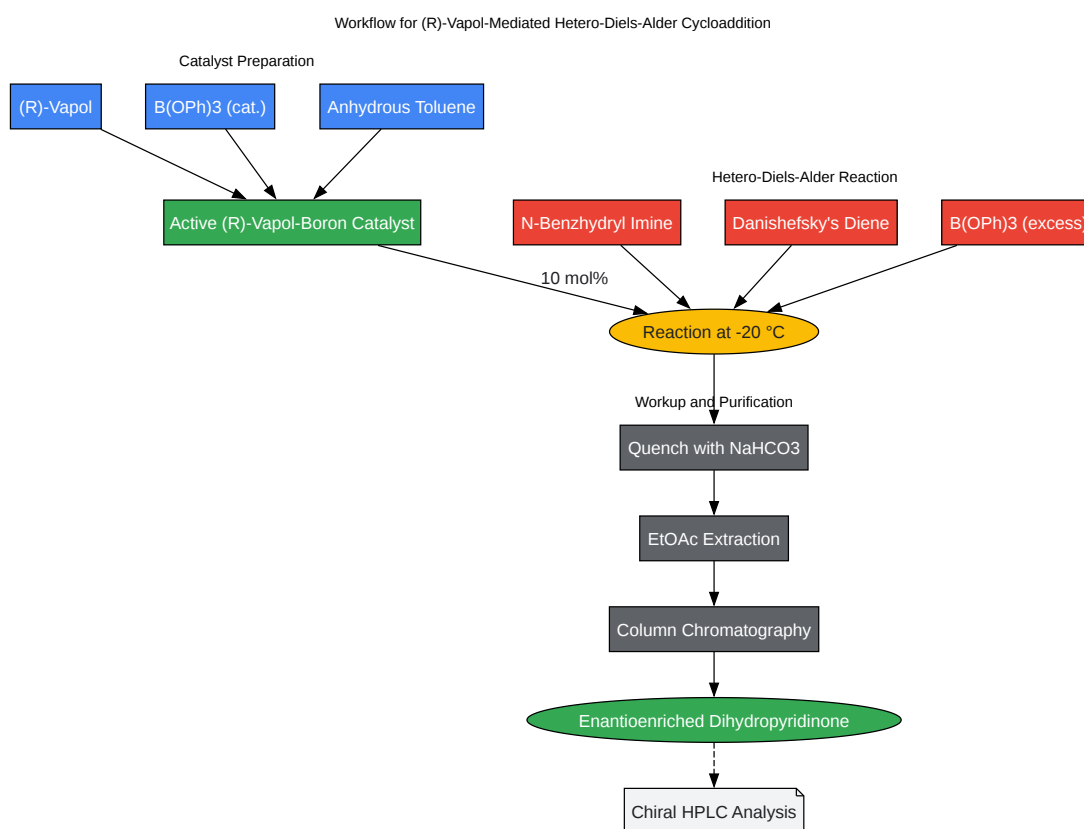 Workflow for (R)-Vapol-Mediated Hetero-Diels-Alder Cycloaddition
Catalyst Preparation
(R)-Vapol
B(OPh)3 (cat.)
Anhydrous Toluene
Hetero-Diels-Alder Reaction
Active (R)-Vapol-Boron Catalyst
N-Benzhydryl Imine
Danishefsky's Diene
B(OPh)3 (excess)
10 mol%
Reaction at -20 °C
Workup and Purification
Quench with NaHCO3
EtOAc Extraction
Column Chromatography
Enantioenriched Dihydropyridinone
Chiral HPLC Analysis